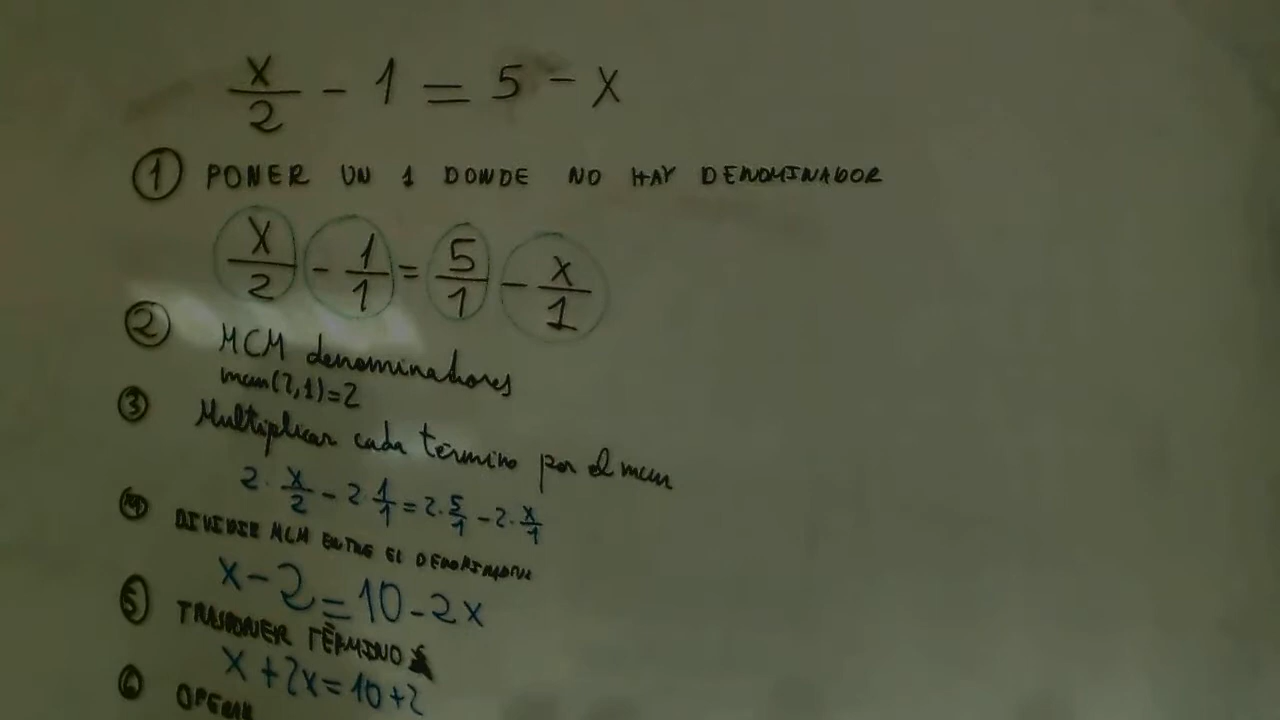 x/2 - 1 = 5 - x
① PONER UN 1 DONDE NO HAY DENOMINADOR
x/2 - 1/1 = 5/1 - x/1
② MCM denominadores
mcm(2,1)=2
③ Multiplicar cada término por el mcm
2·x/2 - 2·1/1 = 2·5/1 - 2·x/1
④ DIVIDIR MCM ENTRE EL DENOMINADOR
x - 2 = 10 - 2x
⑤ TRASPONER TÉRMINOS
x + 2x = 10 + 2
⑥ OPERAR